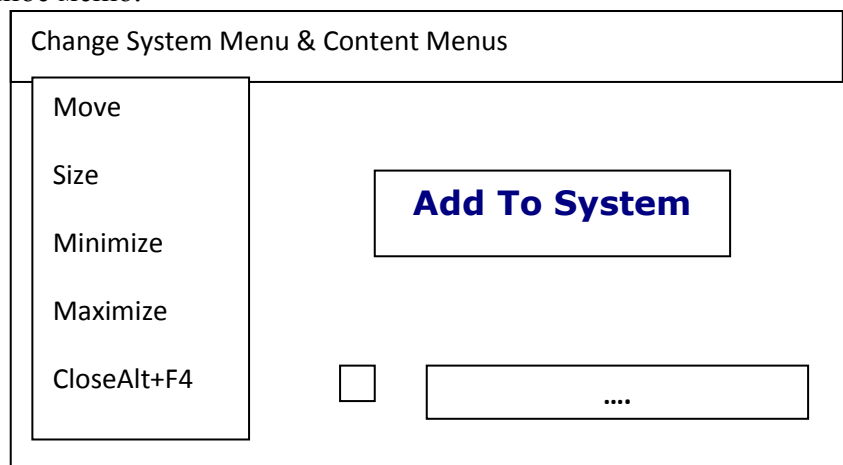 Change System Menu & Content Menus
Move
Size
Add To System
Minimize
Maximize
CloseAlt+F4
....